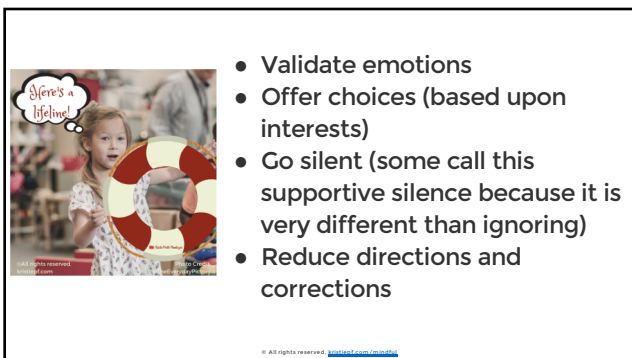 Here's a
lifeline!
©All rights reserved.
kristiepf.com
Photo Credit:
● Validate emotions
● Offer choices (based upon
interests)
● Go silent (some call this
supportive silence because it is
very different than ignoring)
● Reduce directions and
corrections
© All rights reserved. kristiepf.com/mindful